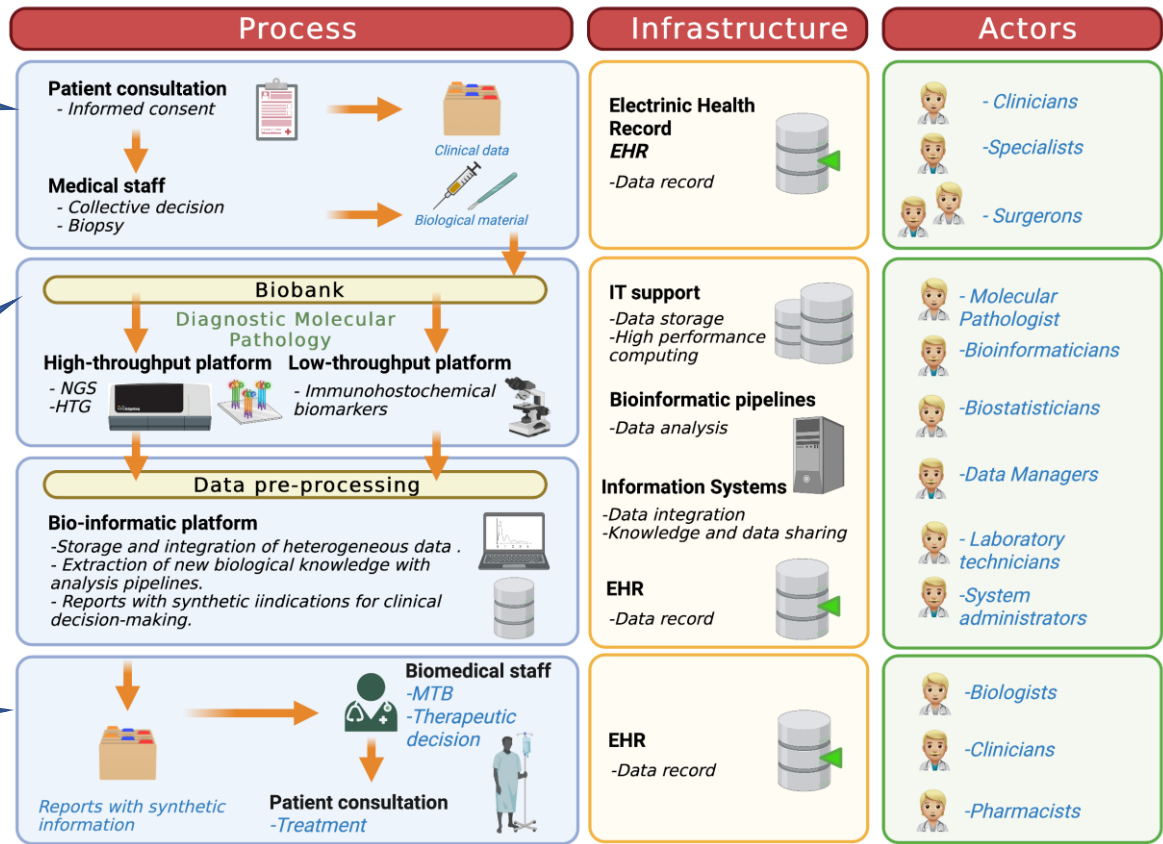 Process
Infrastructure
Actors
Patient consultation
- Informed consent
Clinical data
Medical staff
- Collective decision
- Biopsy
Biological material
Electrinic Health
Record
EHR
-Data record
- Clinicians
-Specialists
- Surgerons
Biobank
Diagnostic Molecular
Pathology
High-throughput platform
- NGS
-HTG
Low-throughput platform
- Immunohostochemical
biomarkers
Data pre-processing
Bio-informatic platform
-Storage and integration of heterogeneous data .
- Extraction of new biological knowledge with
analysis pipelines.
- Reports with synthetic iindications for clinical
decision-making.
IT support
-Data storage
-High performance
computing
Bioinformatic pipelines
-Data analysis
Information Systems
-Data integration
-Knowledge and data sharing
EHR
-Data record
- Molecular
Pathologist
-Bioinformaticians
-Biostatisticians
-Data Managers
- Laboratory
technicians
-System
administrators
Reports with synthetic
information
Biomedical staff
-MTB
-Therapeutic
decision
Patient consultation
-Treatment
EHR
-Data record
-Biologists
-Clinicians
-Pharmacists